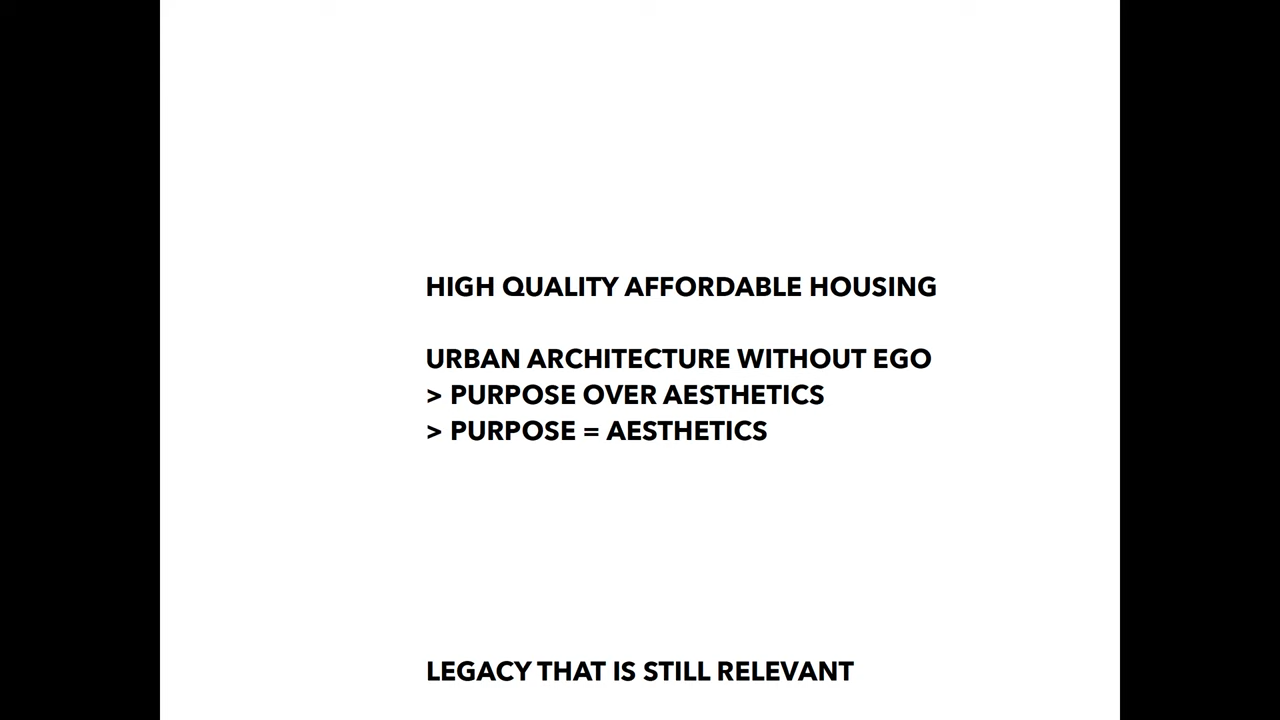 HIGH QUALITY AFFORDABLE HOUSING
URBAN ARCHITECTURE WITHOUT EGO
> PURPOSE OVER AESTHETICS
> PURPOSE = AESTHETICS
LEGACY THAT IS STILL RELEVANT